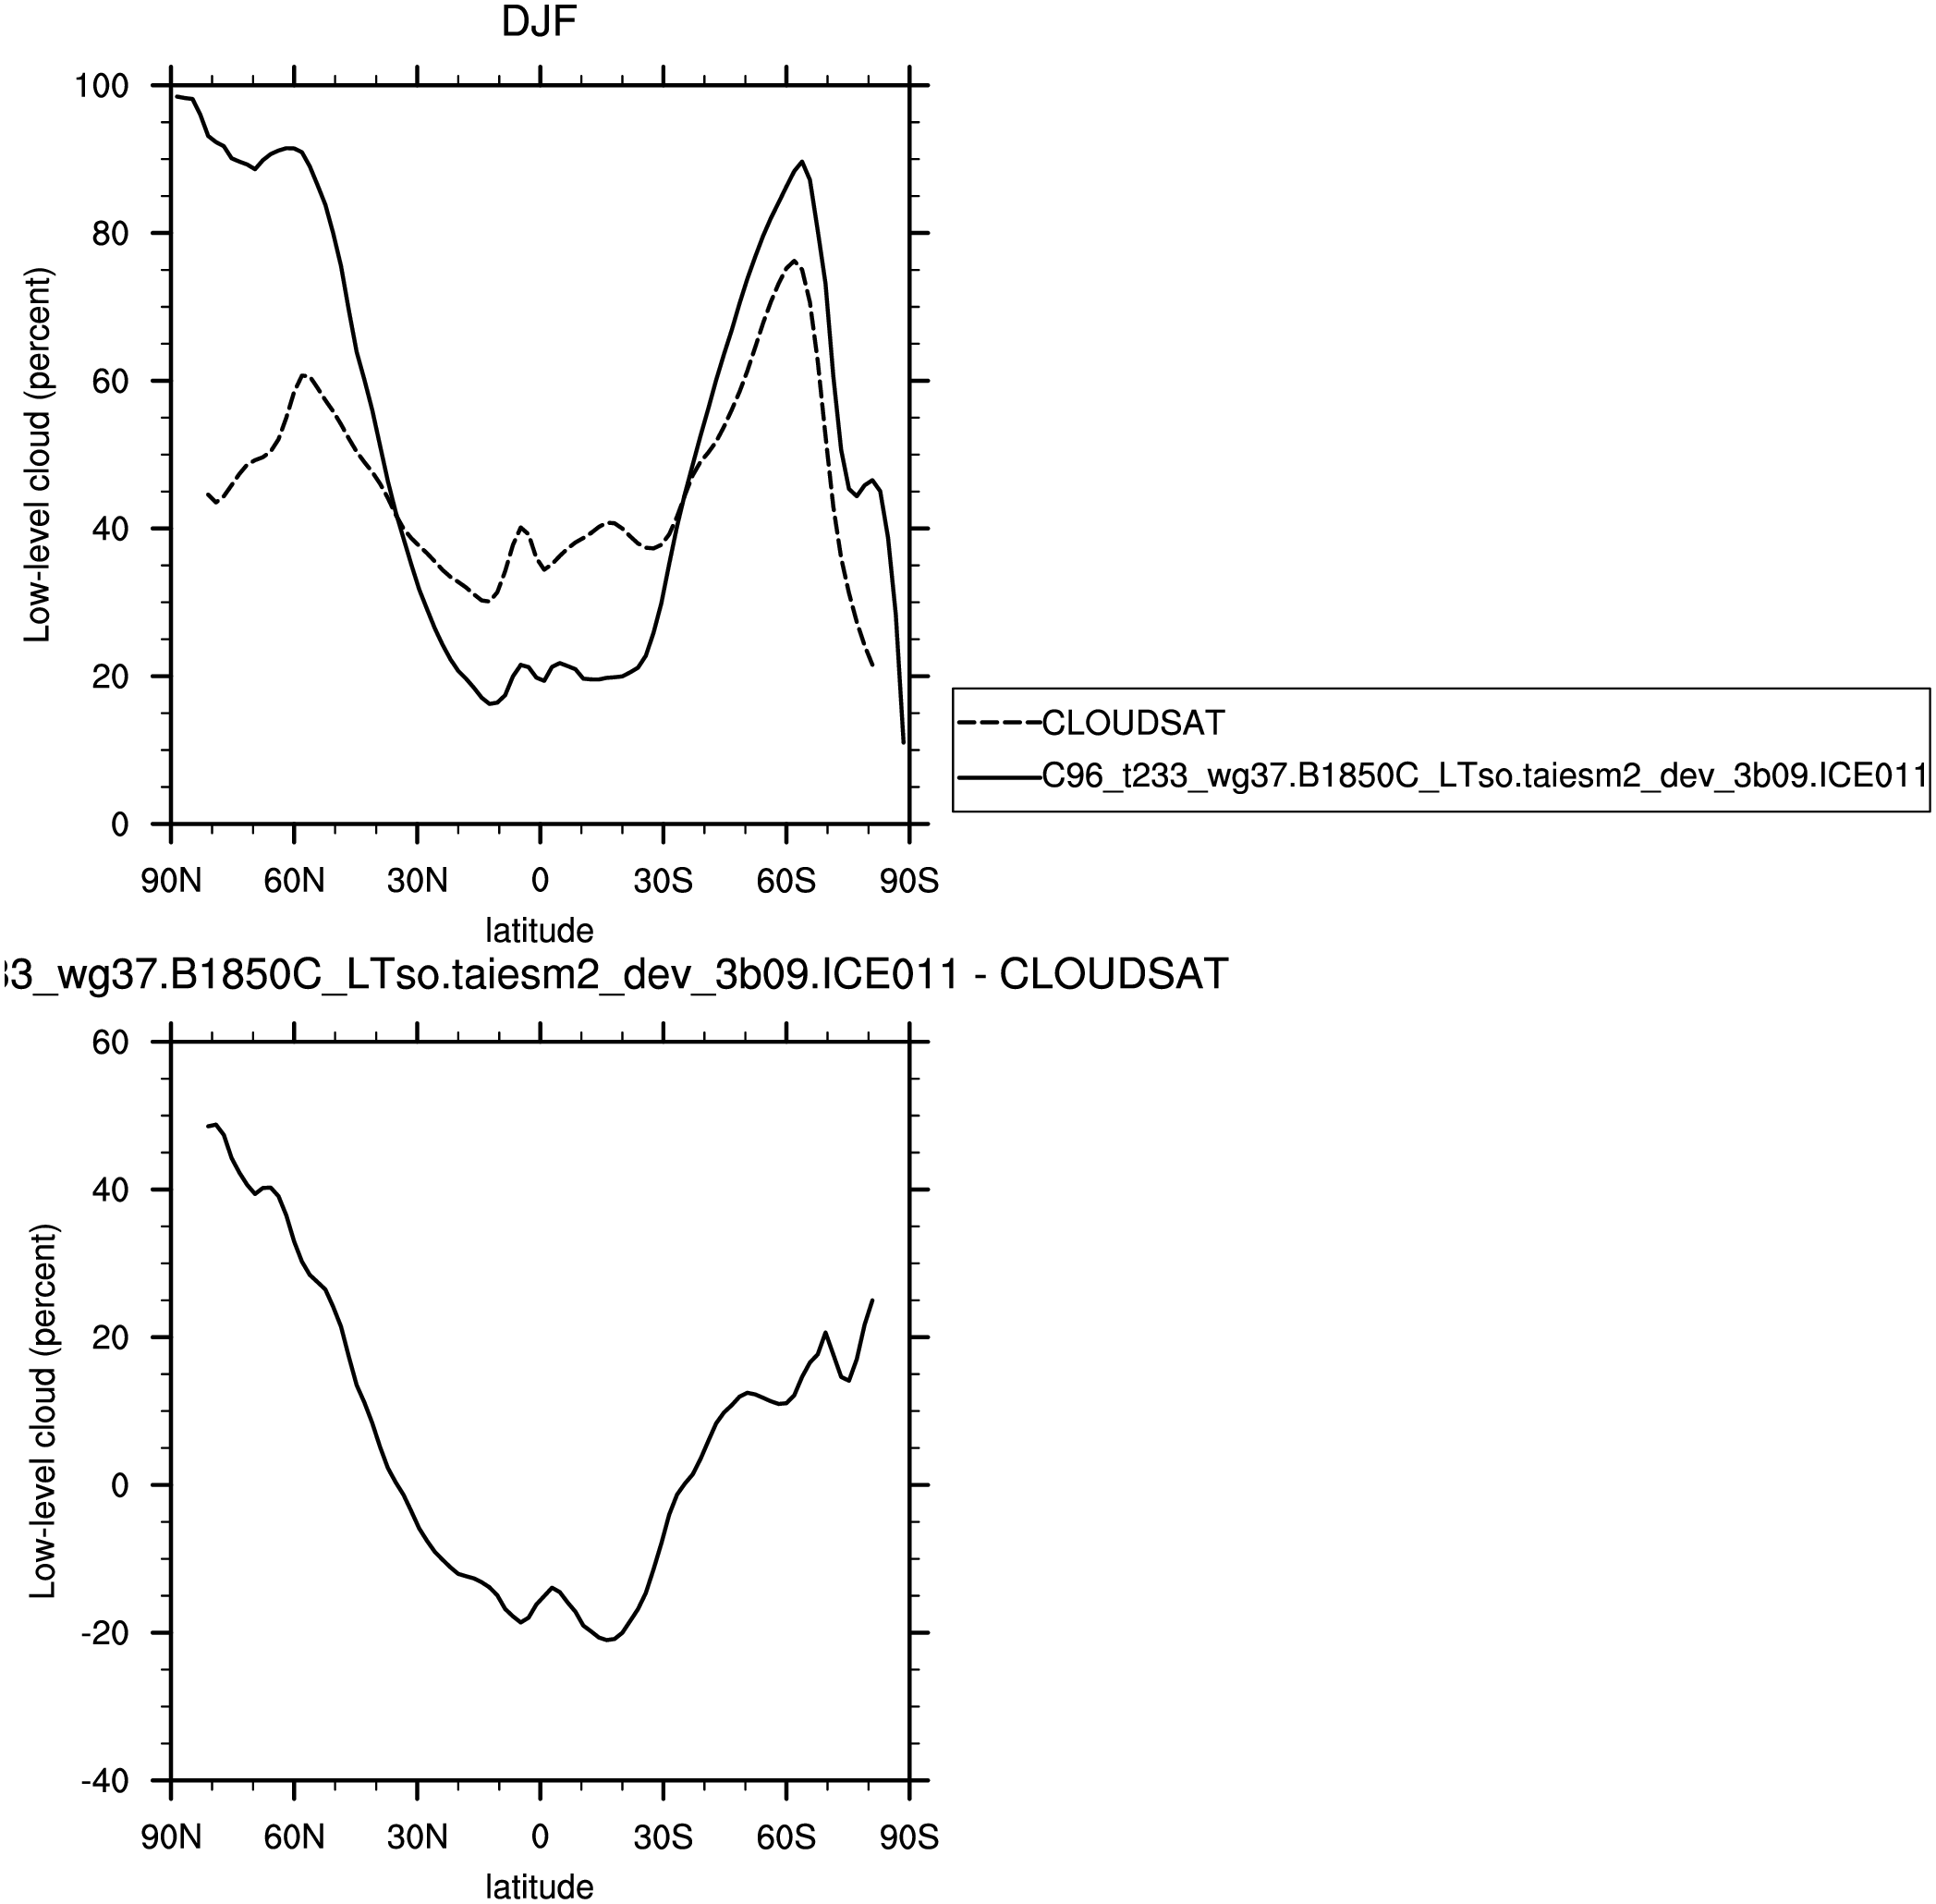 DJF
Low-level cloud (percent)
100
80
60
40
20
0
90N 60N 30N 0 30S 60S 90S
latitude
CLOUDSAT
C96_t233_wg37.B1850C_LTso.taiesm2_dev_3b09.ICE011
33_wg37.B1850C_LTso.taiesm2_dev_3b09.ICE011 - CLOUDSAT
Low-level cloud (percent)
60
40
20
0
-20
-40
90N 60N 30N 0 30S 60S 90S
latitude